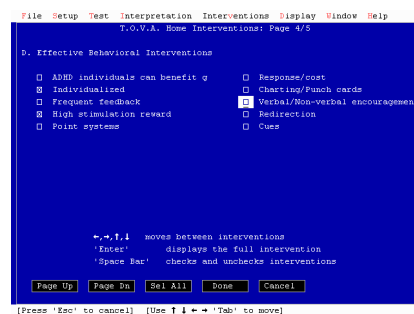 File Setup Test Interpretation Interventions Display Window Help
T.O.V.A. Home Interventions: Page 4/5
D. Effective Behavioral Interventions
☐ ADHD individuals can benefit g ☐ Response/cost
☒ Individualized ☐ Charting/Punch cards
☐ Frequent feedback ☐ Verbal/Non-verbal encouragemen
☒ High stimulation reward ☐ Redirection
☐ Point systems ☐ Cues
←,→,↑,↓ moves between interventions
'Enter' displays the full intervention
'Space Bar' checks and unchecks interventions
Page Up Page Dn Sel All Done Cancel
[Press 'Esc' to cancel] [Use ↑ ↓ ← → 'Tab' to move]